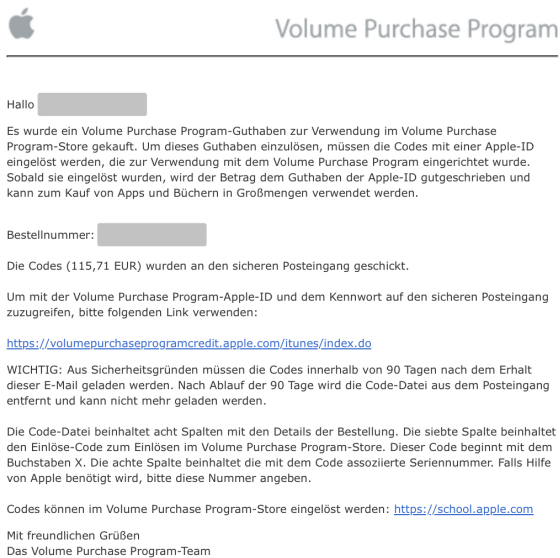 Volume Purchase Program
Hallo
Es wurde ein Volume Purchase Program-Guthaben zur Verwendung im Volume Purchase
Program-Store gekauft. Um dieses Guthaben einzulösen, müssen die Codes mit einer Apple-ID
eingelöst werden, die zur Verwendung mit dem Volume Purchase Program eingerichtet wurde.
Sobald sie eingelöst wurden, wird der Betrag dem Guthaben der Apple-ID gutgeschrieben und
kann zum Kauf von Apps und Büchern in Großmengen verwendet werden.
Bestellnummer:
Die Codes (115,71 EUR) wurden an den sicheren Posteingang geschickt.
Um mit der Volume Purchase Program-Apple-ID und dem Kennwort auf den sicheren Posteingang
zuzugreifen, bitte folgenden Link verwenden:
https://volumepurchaseprogramcredit.apple.com/itunes/index.do
WICHTIG: Aus Sicherheitsgründen müssen die Codes innerhalb von 90 Tagen nach dem Erhalt
dieser E-Mail geladen werden. Nach Ablauf der 90 Tage wird die Code-Datei aus dem Posteingang
entfernt und kann nicht mehr geladen werden.
Die Code-Datei beinhaltet acht Spalten mit den Details der Bestellung. Die siebte Spalte beinhaltet
den Einlöse-Code zum Einlösen im Volume Purchase Program-Store. Dieser Code beginnt mit dem
Buchstaben X. Die achte Spalte beinhaltet die mit dem Code assoziierte Seriennummer. Falls Hilfe
von Apple benötigt wird, bitte diese Nummer angeben.
Codes können im Volume Purchase Program-Store eingelöst werden: https://school.apple.com
Mit freundlichen Grüßen
Das Volume Purchase Program-Team